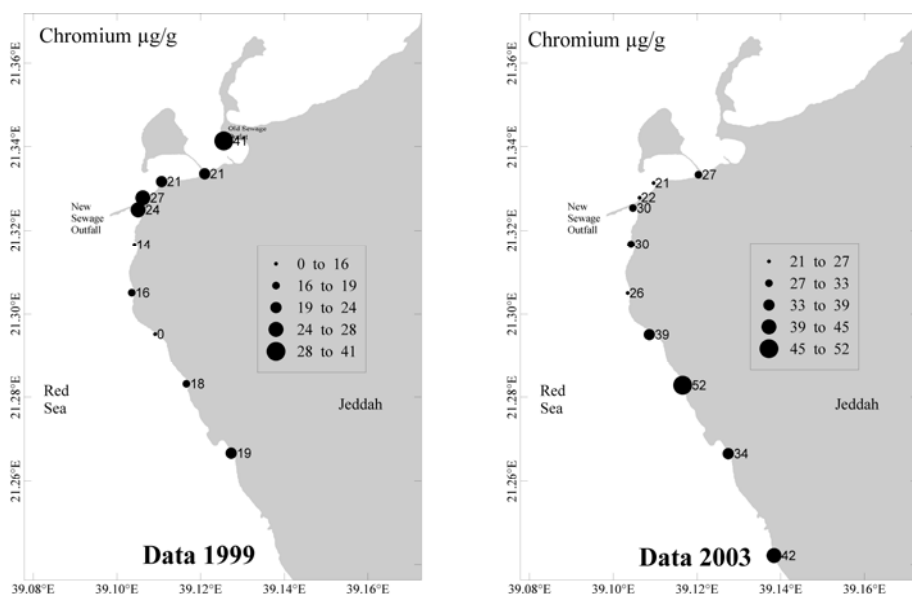 Chromium µg/g
21.36°E
21.34°E
21.32°E
21.30°E
21.28°E
21.26°E
Old Sewage
41
21
21
27
24
New
Sewage
Outfall
14
16
0
18
19
0 to 16
16 to 19
19 to 24
24 to 28
28 to 41
Red
Sea
Jeddah
Data 1999
39.08°E
39.10°E
39.12°E
39.14°E
39.16°E
Chromium µg/g
21.36°E
21.34°E
21.32°E
21.30°E
21.28°E
21.26°E
27
21
22
30
New
Sewage
Outfall
30
26
39
52
34
42
21 to 27
27 to 33
33 to 39
39 to 45
45 to 52
Red
Sea
Jeddah
Data 2003
39.08°E
39.10°E
39.12°E
39.14°E
39.16°E